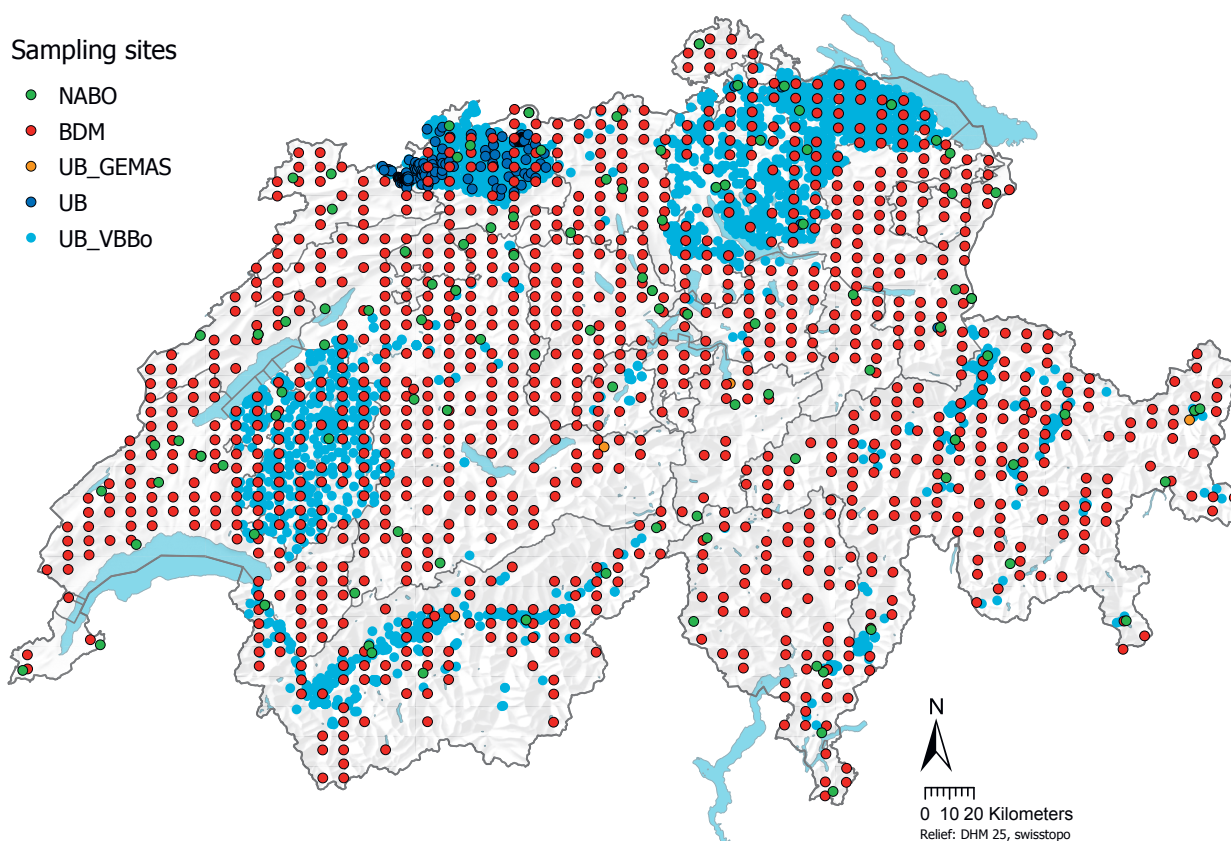 Sampling sites
NABO
BDM
UB_GEMAS
UB
UB_VBBo
N
0 10 20 Kilometers
Relief: DHM 25, swisstopo